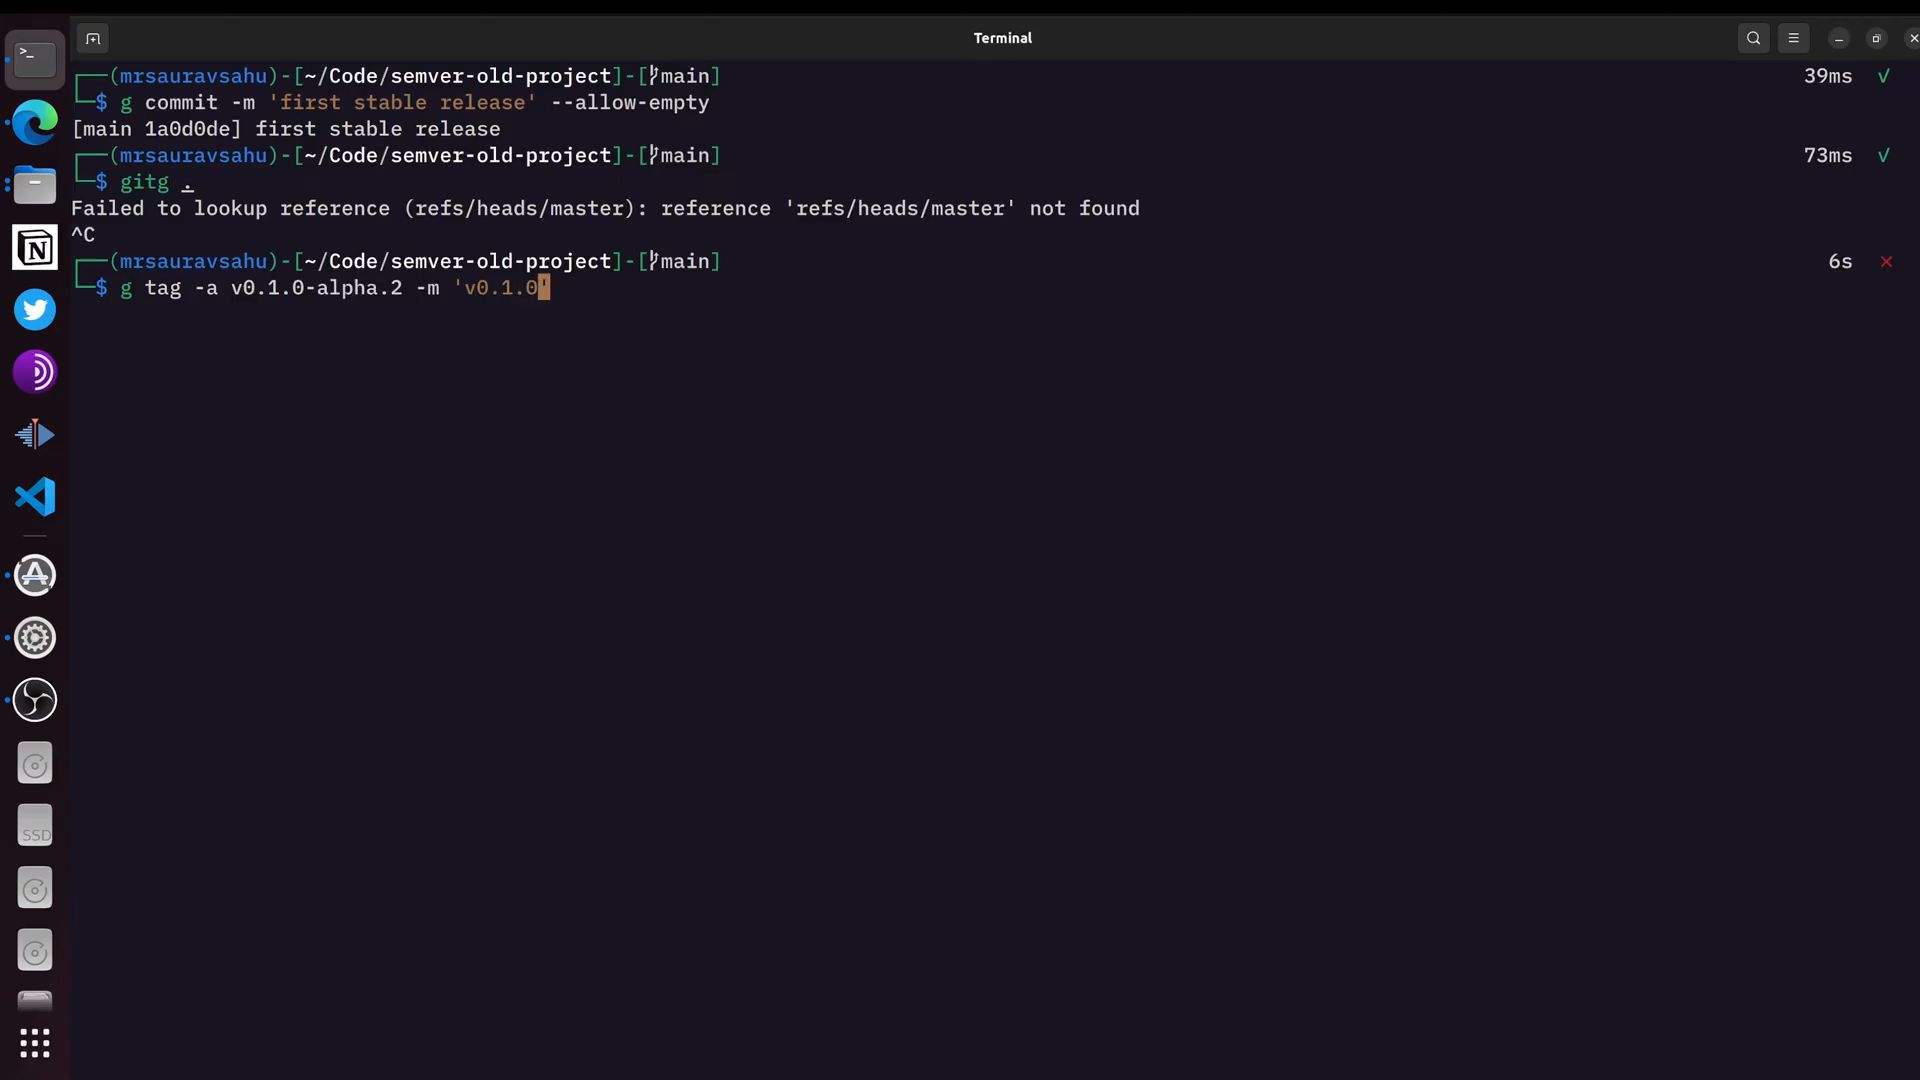 Terminal
(mrsauravsahu)-[~/Code/semver-old-project]-[main] 39ms √
$ g commit -m 'first stable release' --allow-empty
[main 1a0d0de] first stable release
(mrsauravsahu)-[~/Code/semver-old-project]-[main] 73ms √
$ gitg .
Failed to lookup reference (refs/heads/master): reference 'refs/heads/master' not found
^C
(mrsauravsahu)-[~/Code/semver-old-project]-[main] 6s ×
$ g tag -a v0.1.0-alpha.2 -m 'v0.1.0'
SSD